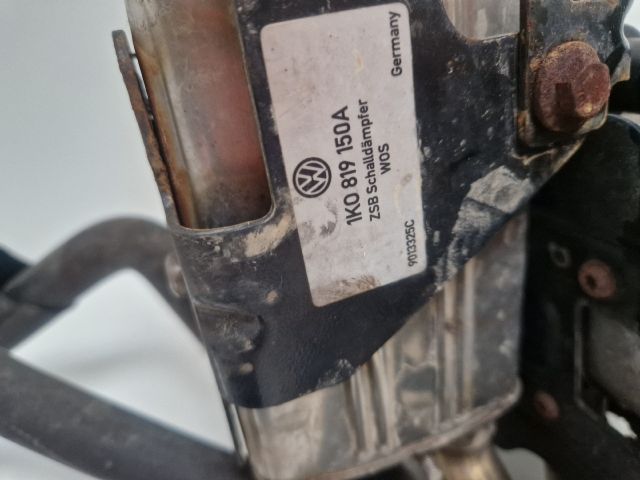 1K0 819 150A
ZSB Schalldämpfer
WOS
Germany
9013325C